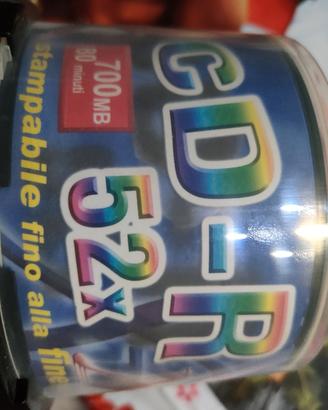 CD-R
52x
700MB
80 minuti
stampabile fino alla fine